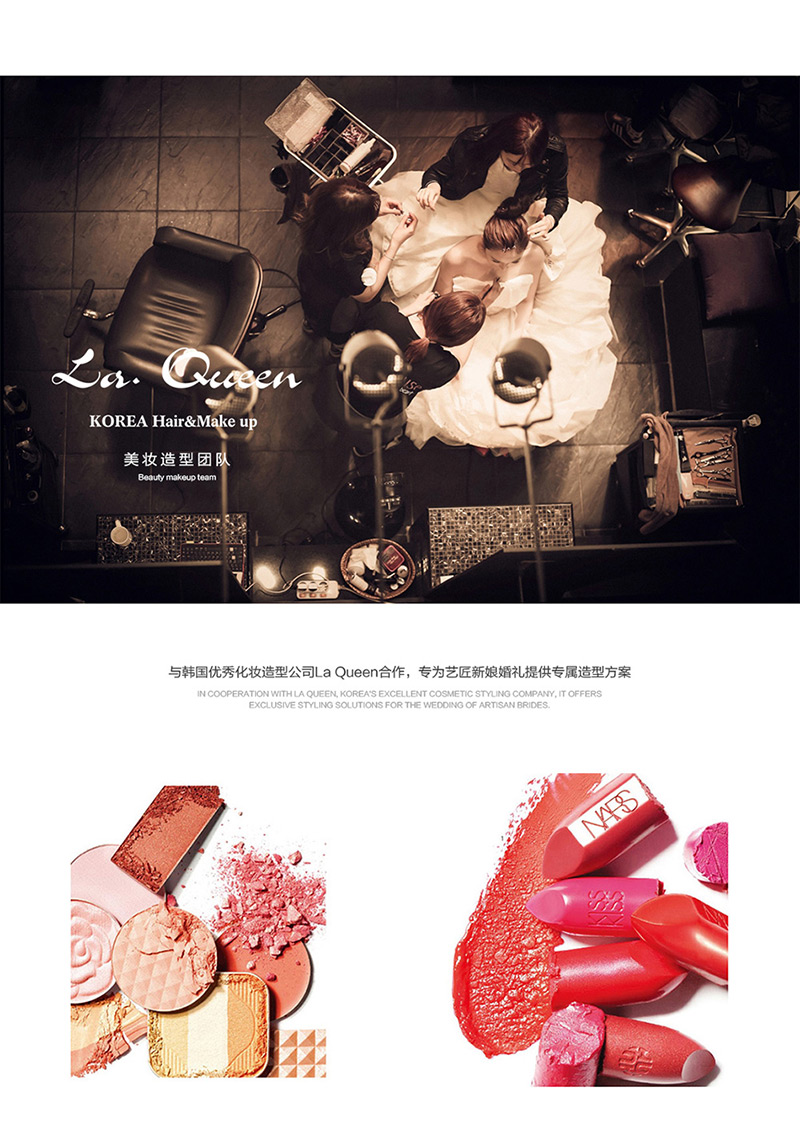 La. Queen
KOREA Hair&Make up
美妆造型团队
Beauty makeup team
与韩国优秀化妆造型公司La Queen合作，专为艺匠新娘婚礼提供专属造型方案
IN COOPERATION WITH LA QUEEN, KOREA'S EXCELLENT COSMETIC STYLING COMPANY, IT OFFERS
EXCLUSIVE STYLING SOLUTIONS FOR THE WEDDING OF ARTISAN BRIDES.
NARS
KISS